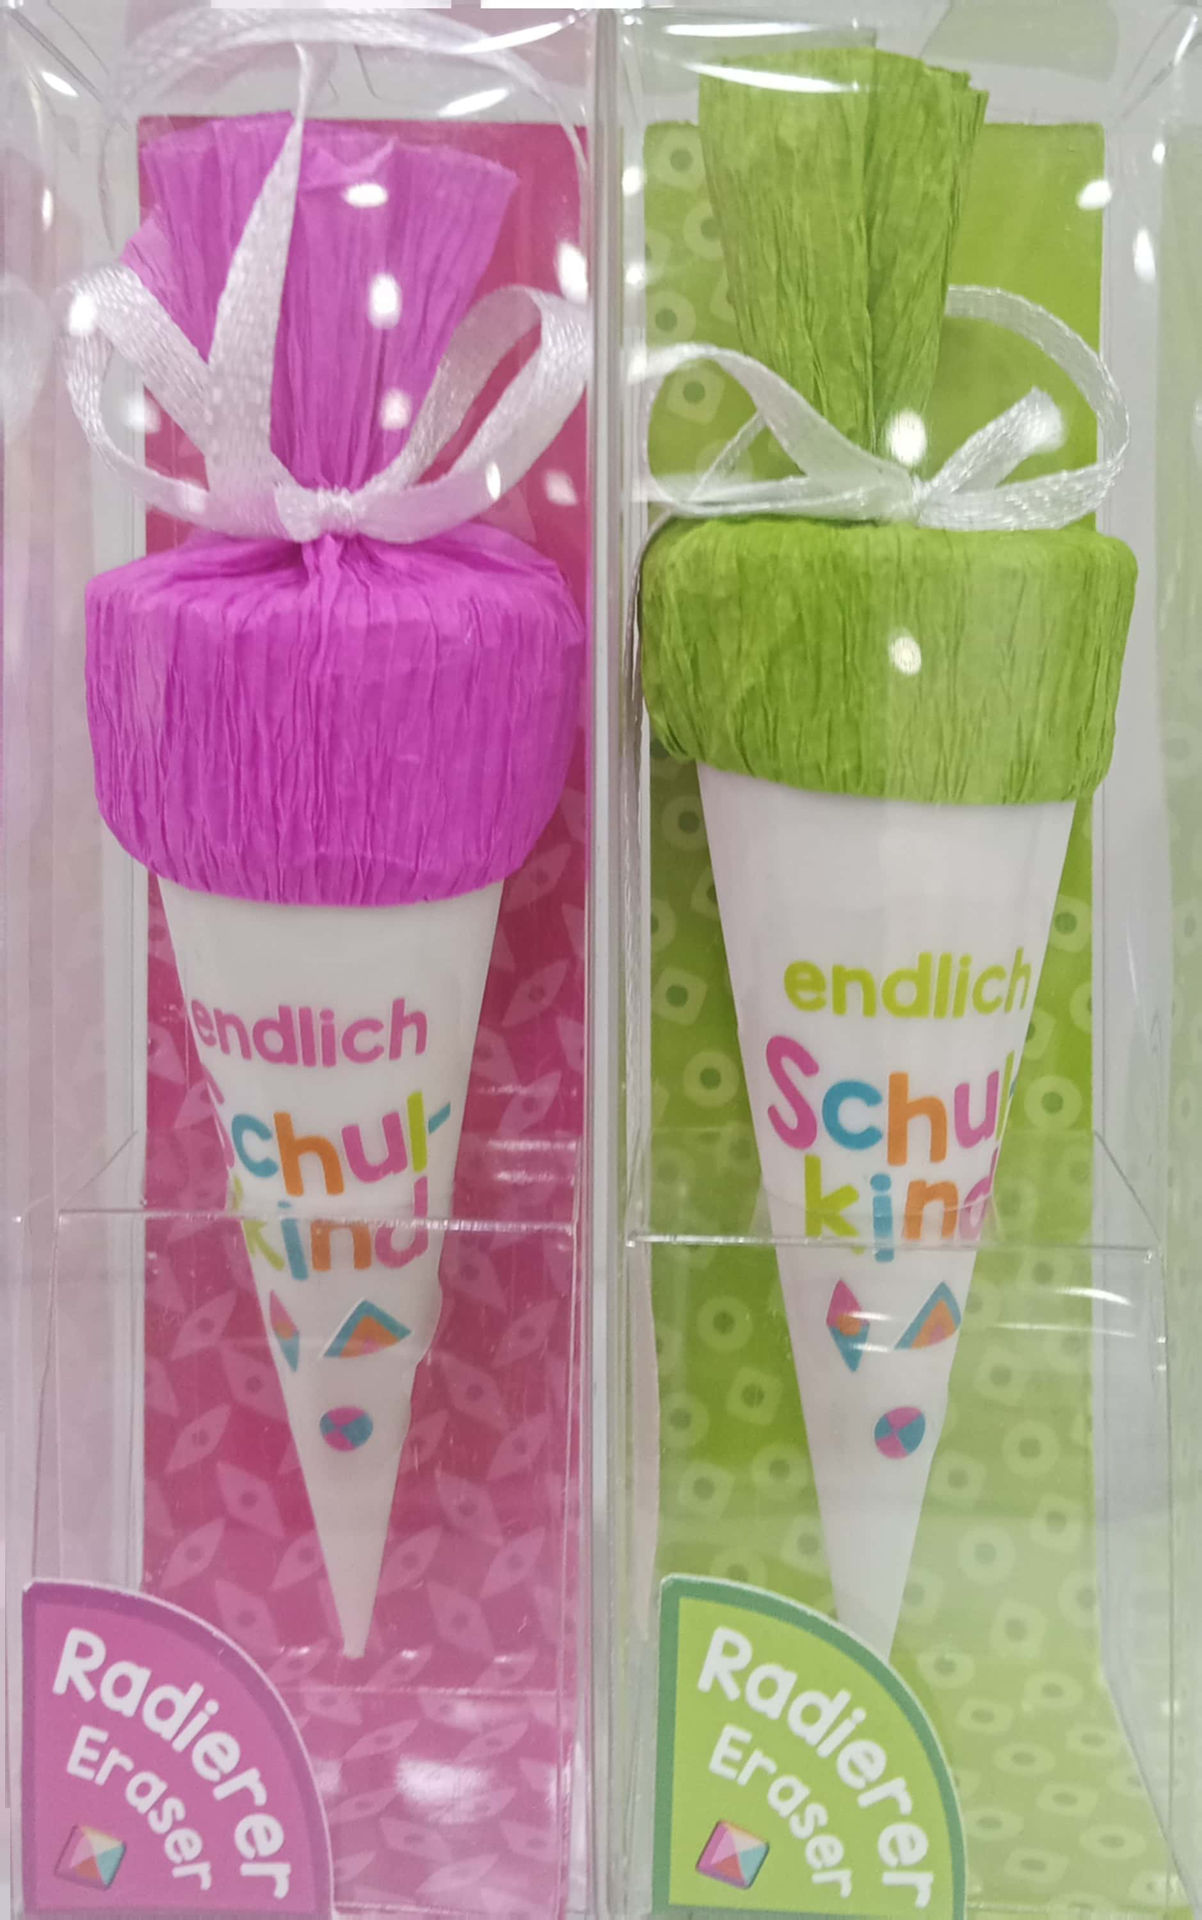 endlich
Schul-
kind
Radierer
Eraser
endlich
Schul-
kind
Radierer
Eraser